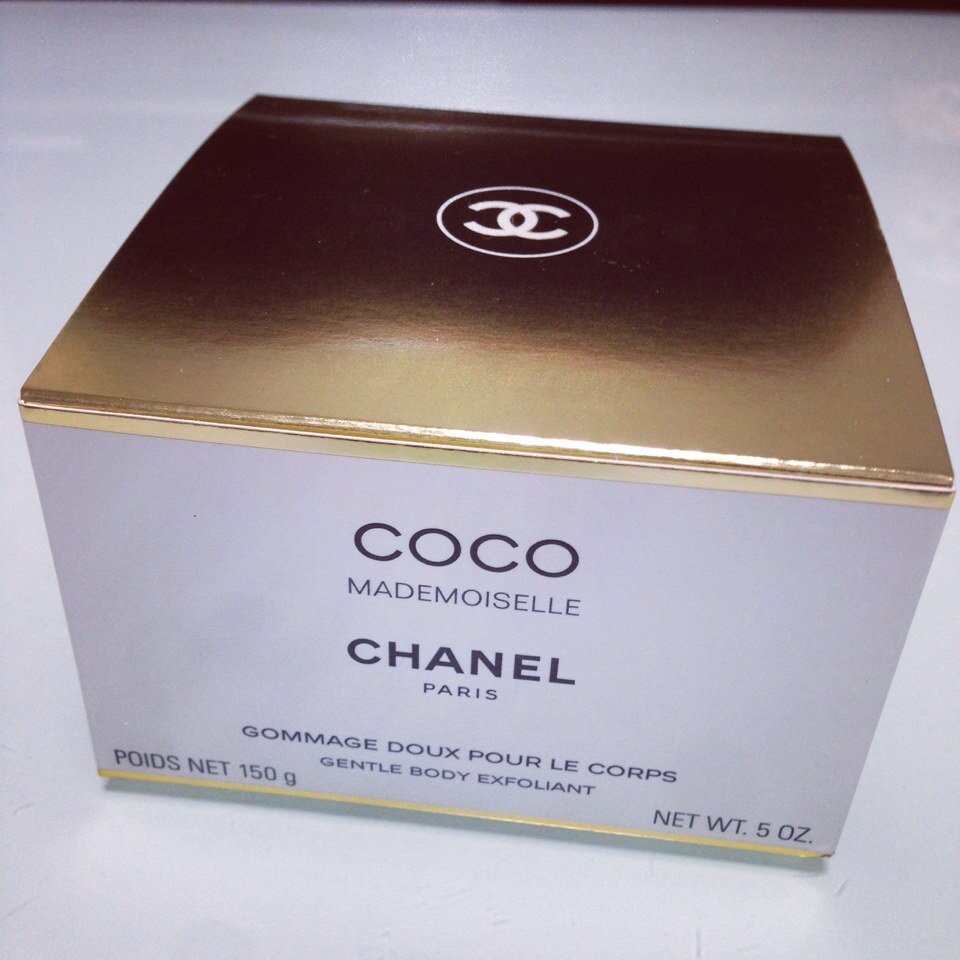 COCO
MADEMOISELLE
CHANEL
PARIS
GOMMAGE DOUX POUR LE CORPS
GENTLE BODY EXFOLIANT
POIDS NET 150 g
NET WT. 5 OZ.